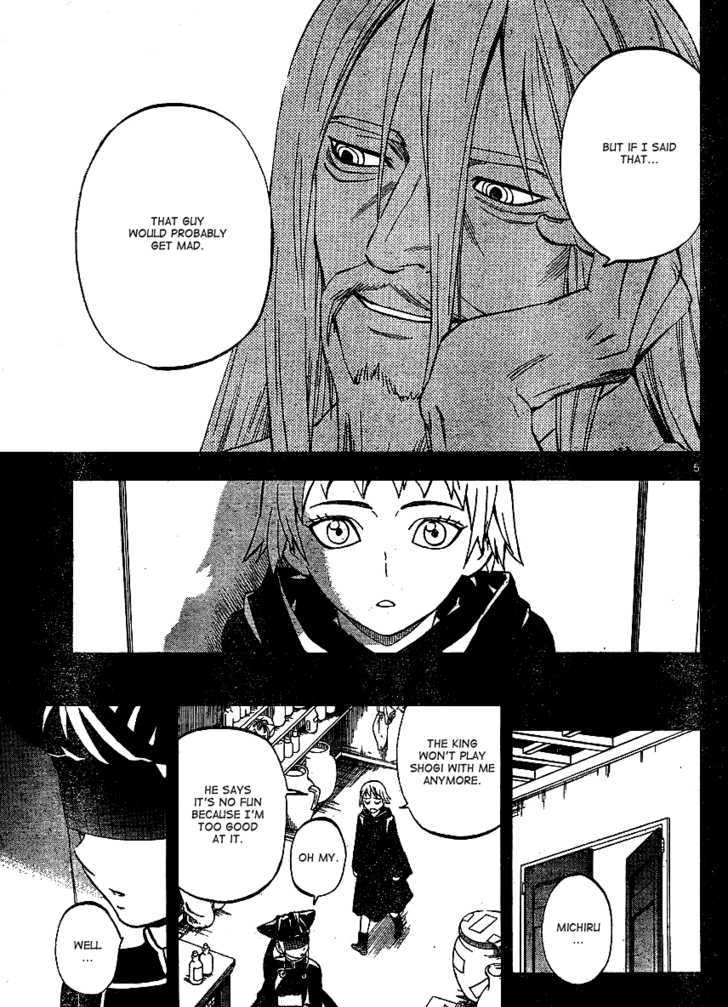 BUT IF I SAID
THAT...
THAT GUY
WOULD PROBABLY
GET MAD.
5
MICHIRU
...
THE KING
WON'T PLAY
SHOGI WITH ME
ANYMORE.
HE SAYS
IT'S NO FUN
BECAUSE I'M
TOO GOOD
AT IT.
OH MY.
WELL
...